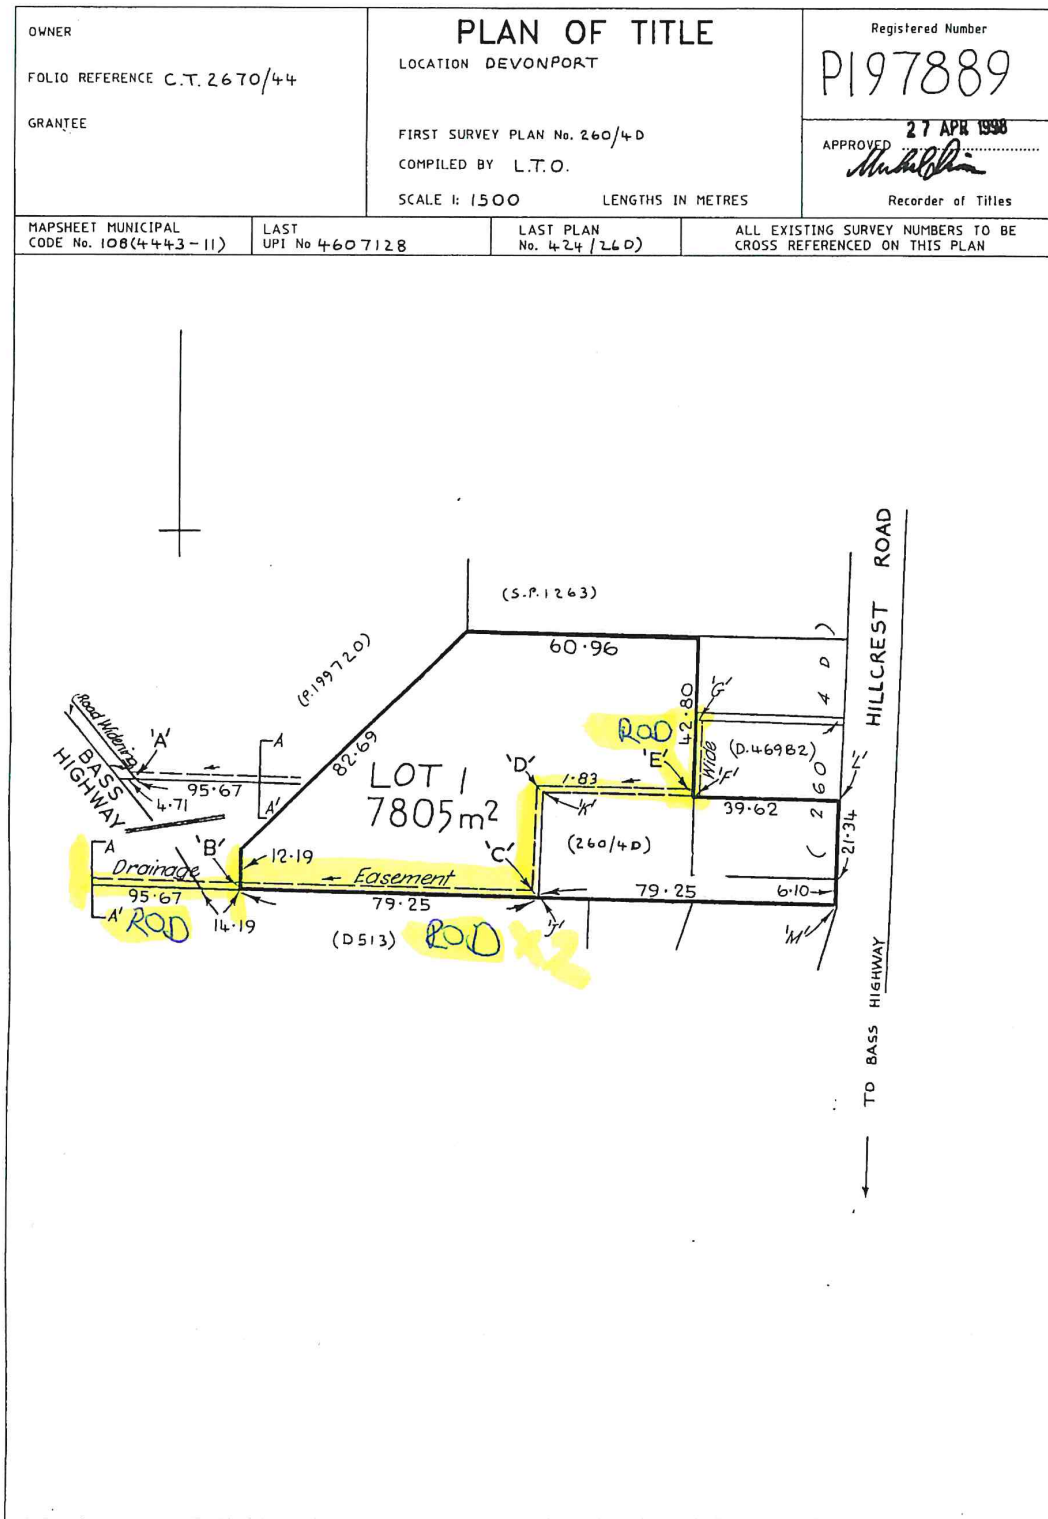 OWNER
FOLIO REFERENCE C.T. 2670/44
GRANTEE
PLAN OF TITLE
LOCATION DEVONPORT
FIRST SURVEY PLAN No. 260/4D
COMPILED BY L.T.O.
SCALE 1: 1500 LENGTHS IN METRES
Registered Number
P197889
27 APR 1998
APPROVED
Recorder of Titles
MAPSHEET MUNICIPAL
CODE No. 108(4443-11)
LAST
UPI No 4607128
LAST PLAN
No. 424/26D)
ALL EXISTING SURVEY NUMBERS TO BE
CROSS REFERENCED ON THIS PLAN
(S.P.1263)
60.96
(P.199720)
82.69
HILLCREST ROAD
(260/4D)
42.80
'G'
ROD
Wide
(D.46982)
'E'
'F'
'L'
Road Widening
'A'
BASS
HIGHWAY
95.67
4.71
A
A'
LOT 1
7805m²
'D'
1.83
'K'
39.62
21.34
(260/4D)
'B'
12.19
'C'
A
Drainage
Easement
95.67
79.25
79.25
6.10
A'
ROD
14.19
(D513)
ROD x2
'J'
'M'
TO BASS HIGHWAY